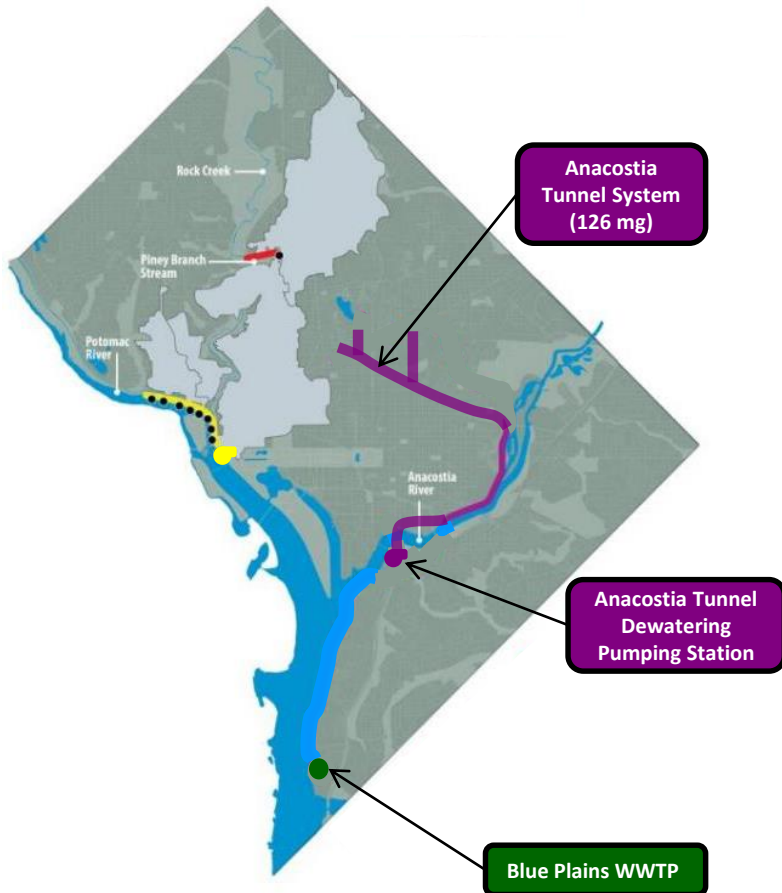 Anacostia
Tunnel System
(126 mg)
Rock Creek
Piney Branch
Stream
Potomac
River
Anacostia
River
Anacostia Tunnel
Dewatering
Pumping Station
Blue Plains WWTP